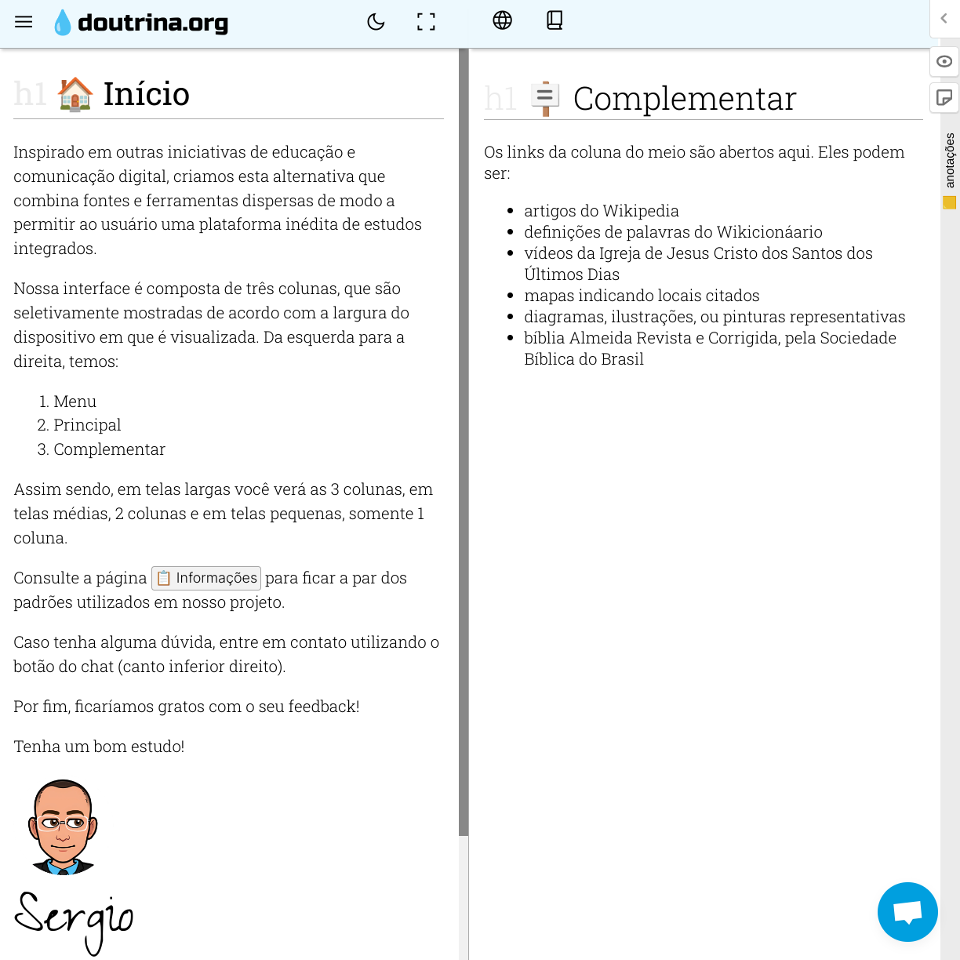 doutrina.org
h1 🏠 Início
Inspirado em outras iniciativas de educação e
comunicação digital, criamos esta alternativa que
combina fontes e ferramentas dispersas de modo a
permitir ao usuário uma plataforma inédita de estudos
integrados.
Nossa interface é composta de três colunas, que são
seletivamente mostradas de acordo com a largura do
dispositivo em que é visualizada. Da esquerda para a
direita, temos:
1. Menu
2. Principal
3. Complementar
Assim sendo, em telas largas você verá as 3 colunas, em
telas médias, 2 colunas e em telas pequenas, somente 1
coluna.
Consulte a página 📋 Informações para ficar a par dos
padrões utilizados em nosso projeto.
Caso tenha alguma dúvida, entre em contato utilizando o
botão do chat (canto inferior direito).
Por fim, ficaríamos gratos com o seu feedback!
Tenha um bom estudo!
Sergio
h1 🪧 Complementar
Os links da coluna do meio são abertos aqui. Eles podem
ser:
• artigos do Wikipedia
• definições de palavras do Wikicionáario
• vídeos da Igreja de Jesus Cristo dos Santos dos
Últimos Dias
• mapas indicando locais citados
• diagramas, ilustrações, ou pinturas representativas
• bíblia Almeida Revista e Corrigida, pela Sociedade
Bíblica do Brasil
anotações